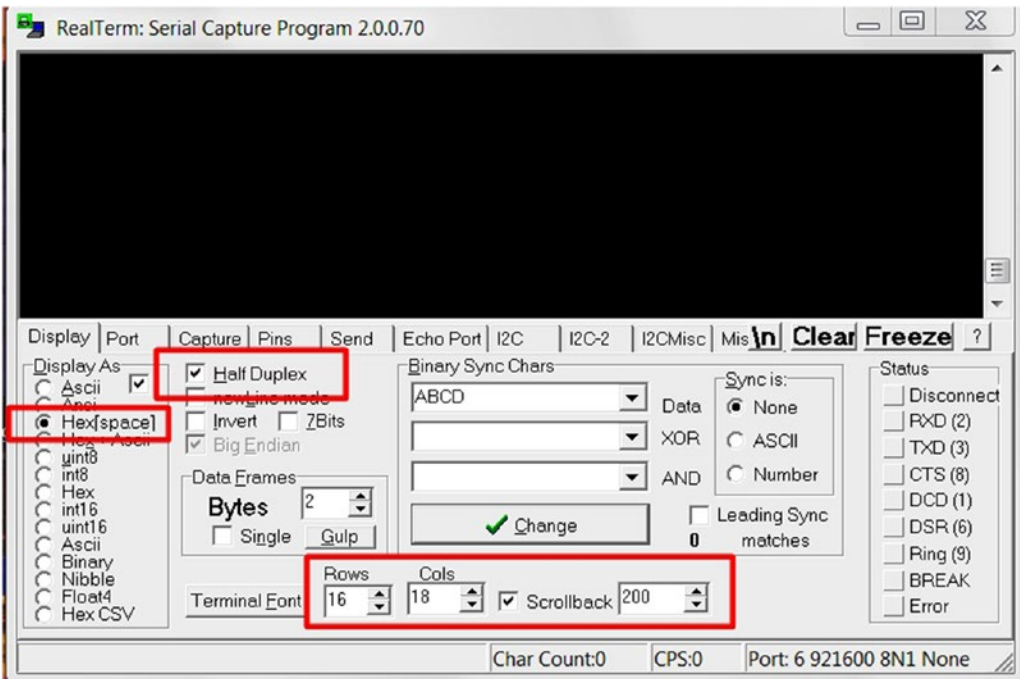 RealTerm: Serial Capture Program 2.0.0.70
Display Port Capture Pins Send Echo Port I2C I2C-2 I2CMisc Mis \n Clear Freeze ?
Display As
Ascii
Ansi
Hex[space]
Hex + Ascii
uint8
int8
Hex
int16
uint16
Ascii
Binary
Nibble
Float4
Hex CSV
Half Duplex
newLine mode
Invert 7Bits
Big Endian
Data Frames
Bytes 2
Single Gulp
Binary Sync Chars
ABCD Data
XOR
AND
Change
Sync is:
None
ASCII
Number
Leading Sync
0 matches
Terminal Font
Rows Cols
16 18 Scrollback 200
Status
Disconnect
RXD (2)
TXD (3)
CTS (8)
DCD (1)
DSR (6)
Ring (9)
BREAK
Error
Char Count:0 CPS:0 Port: 6 921600 8N1 None